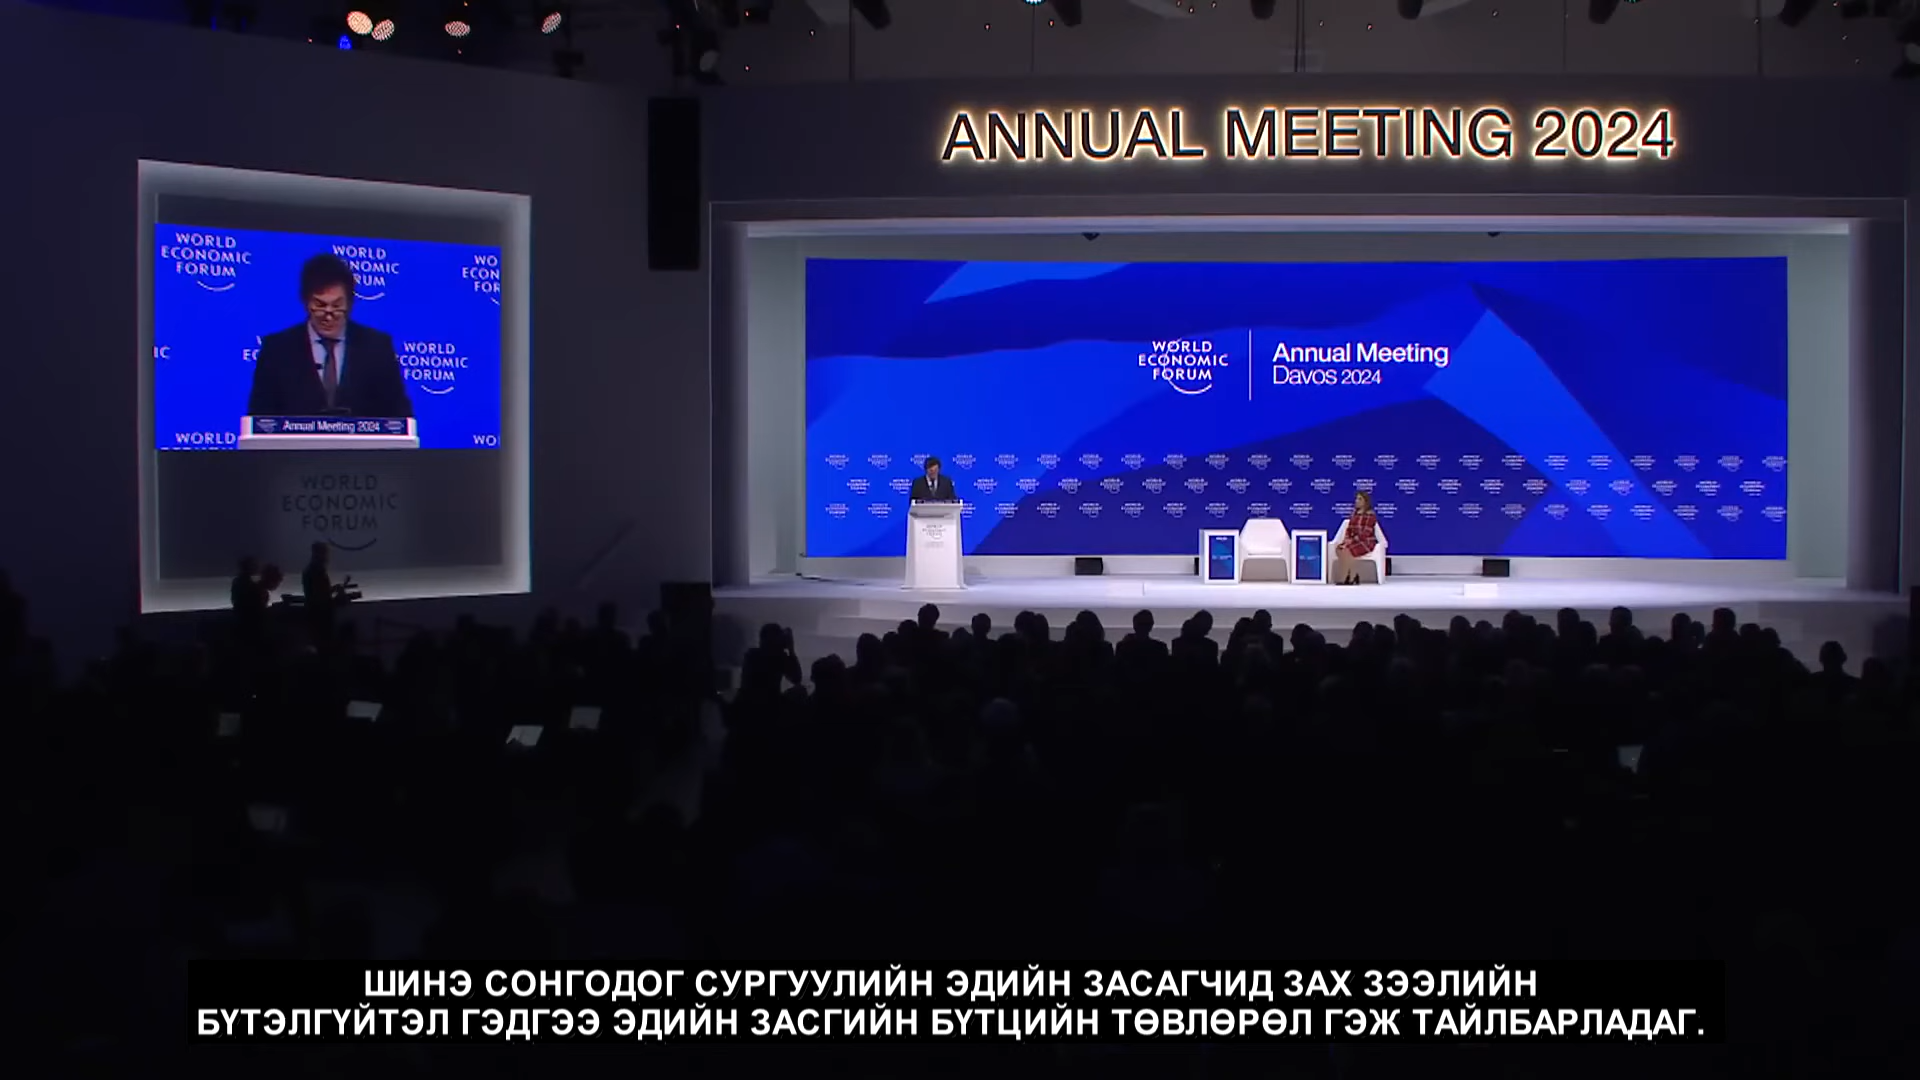 ANNUAL MEETING 2024
WORLD
ECONOMIC
FORUM
WORLD
ECONOMIC
FORUM
Annual Meeting
Davos 2024
WORLD
ECONOMIC
FORUM
Annual Meeting 2024
WORLD
WORLD
ECONOMIC
FORUM
ШИНЭ СОНГОДОГ СУРГУУЛИЙН ЭДИЙН ЗАСАГЧИД ЗАХ ЗЭЭЛИЙН
БҮТЭЛГҮЙТЭЛ ГЭДГЭЭ ЭДИЙН ЗАСГИЙН БҮТЦИЙН ТӨВЛӨРӨЛ ГЭЖ ТАЙЛБАРЛАДАГ.